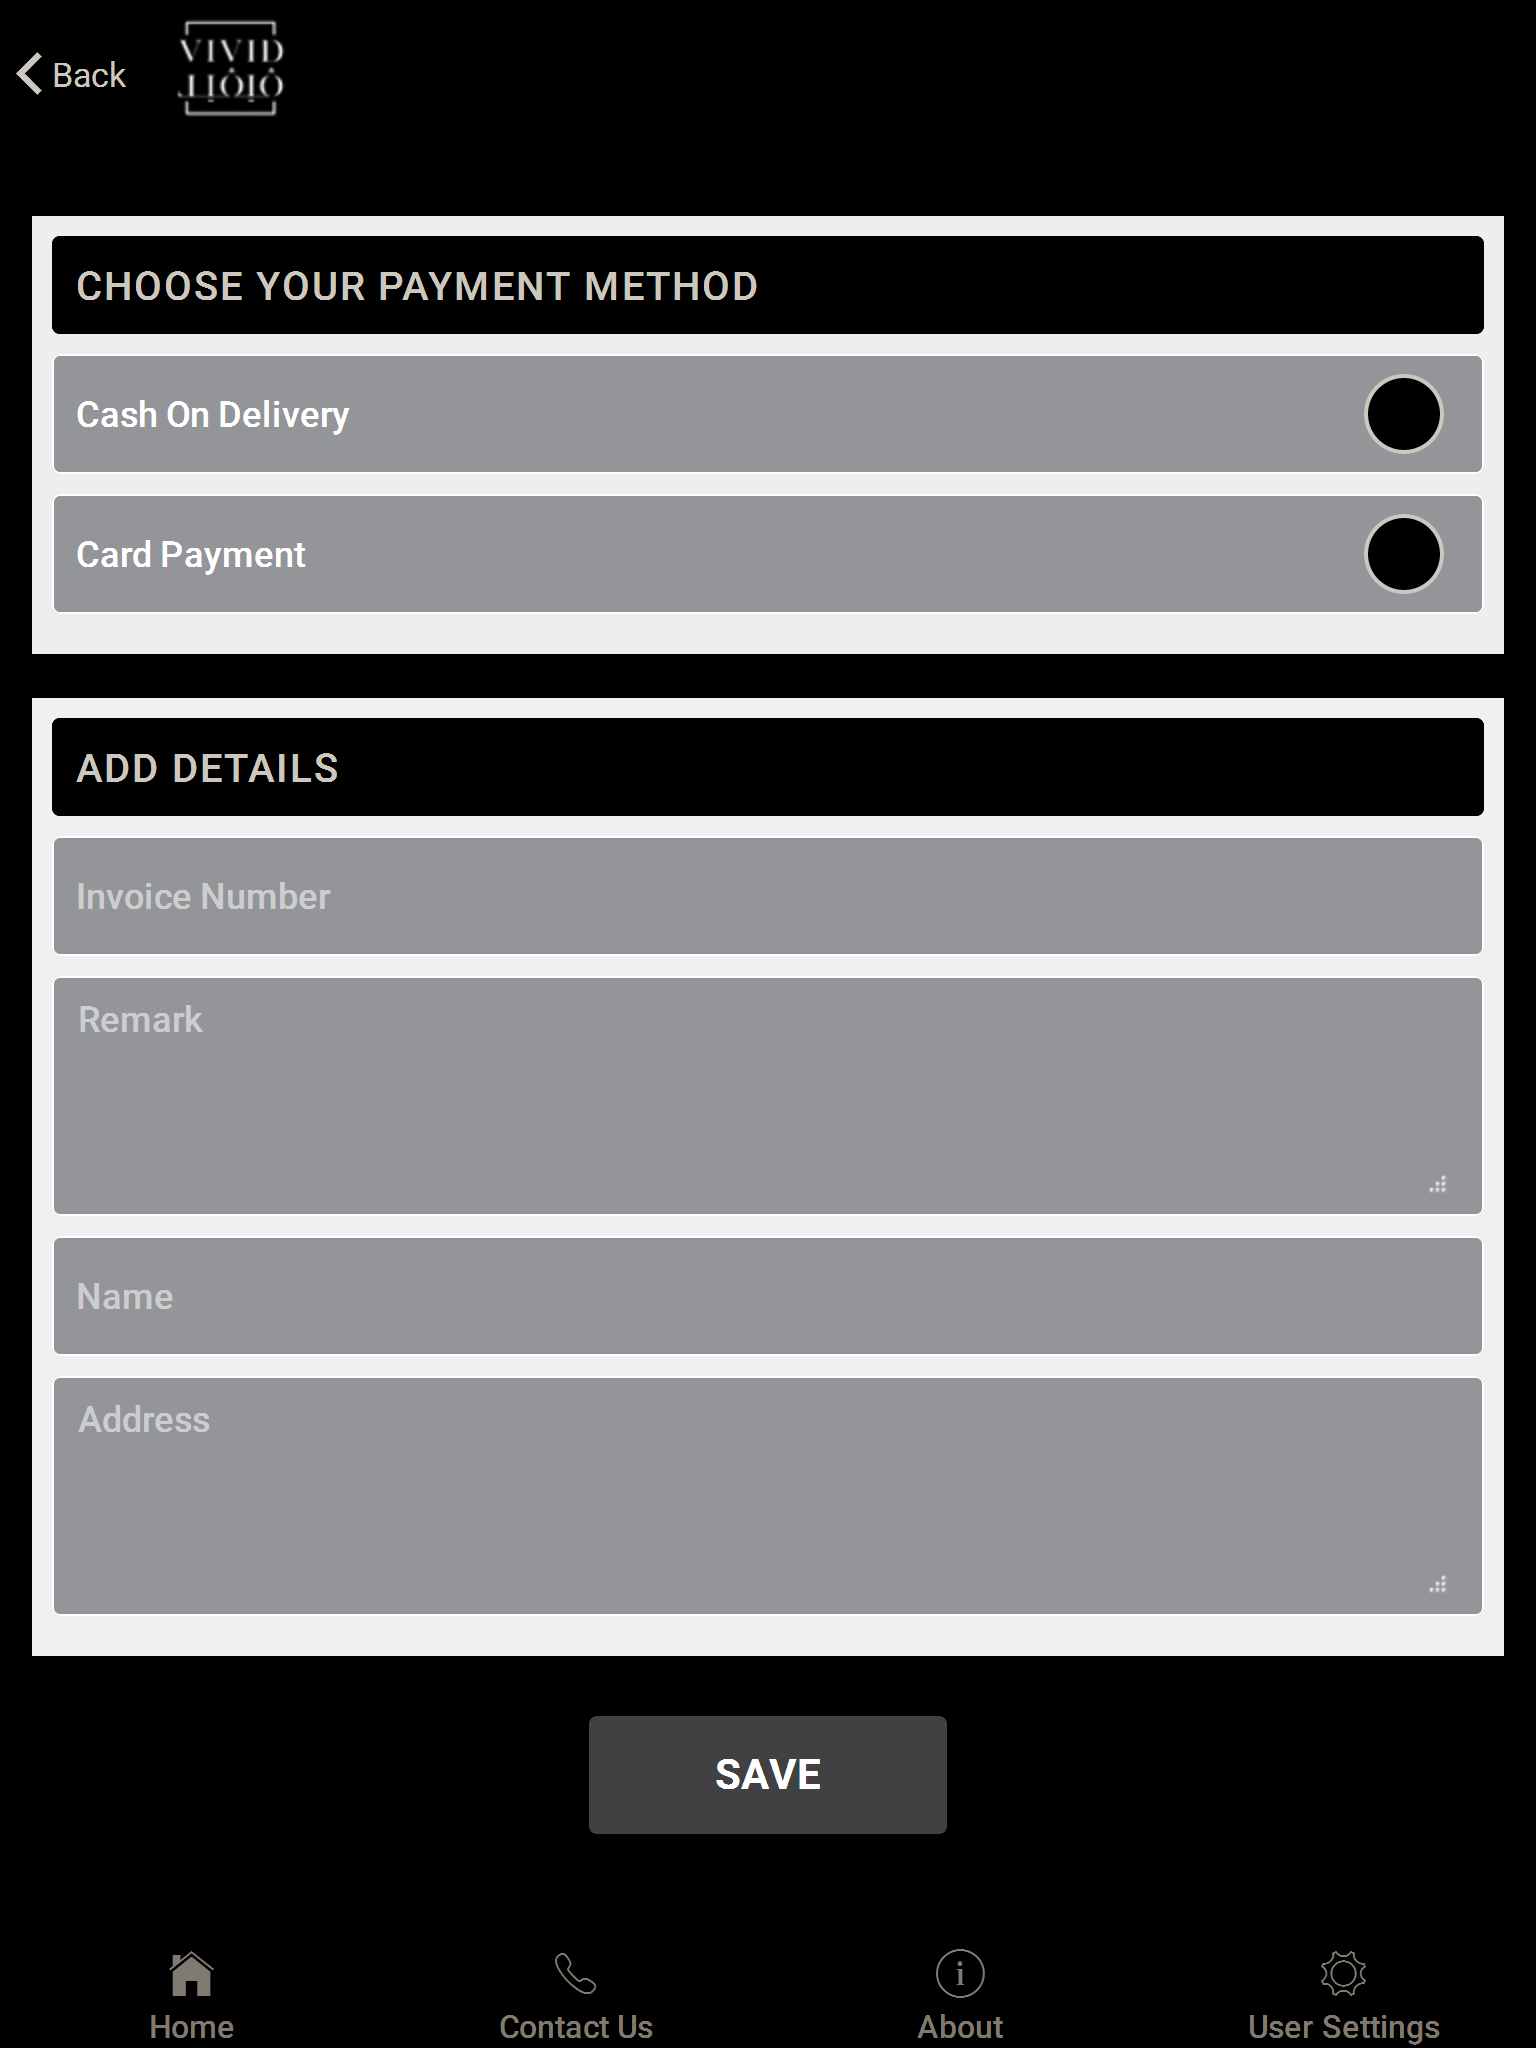 Back
VIVID
CHOOSE YOUR PAYMENT METHOD
Cash On Delivery
Card Payment
ADD DETAILS
Invoice Number
Remark
Name
Address
SAVE
Home
Contact Us
About
User Settings